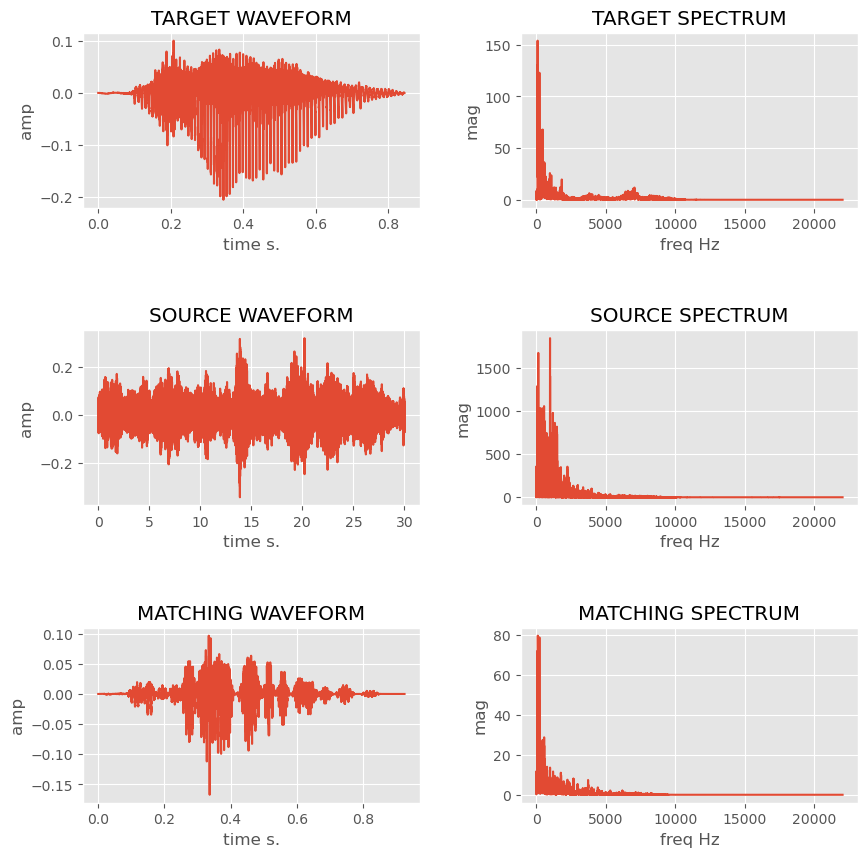 TARGET WAVEFORM
0.1
0.0
−0.1
−0.2
amp
0.0 0.2 0.4 0.6 0.8
time s.
TARGET SPECTRUM
150
100
50
0
mag
0 5000 10000 15000 20000
freq Hz
SOURCE WAVEFORM
0.2
0.0
−0.2
amp
0 5 10 15 20 25 30
time s.
SOURCE SPECTRUM
1500
1000
500
0
mag
0 5000 10000 15000 20000
freq Hz
MATCHING WAVEFORM
0.10
0.05
0.00
−0.05
−0.10
−0.15
amp
0.0 0.2 0.4 0.6 0.8
time s.
MATCHING SPECTRUM
80
60
40
20
0
mag
0 5000 10000 15000 20000
freq Hz